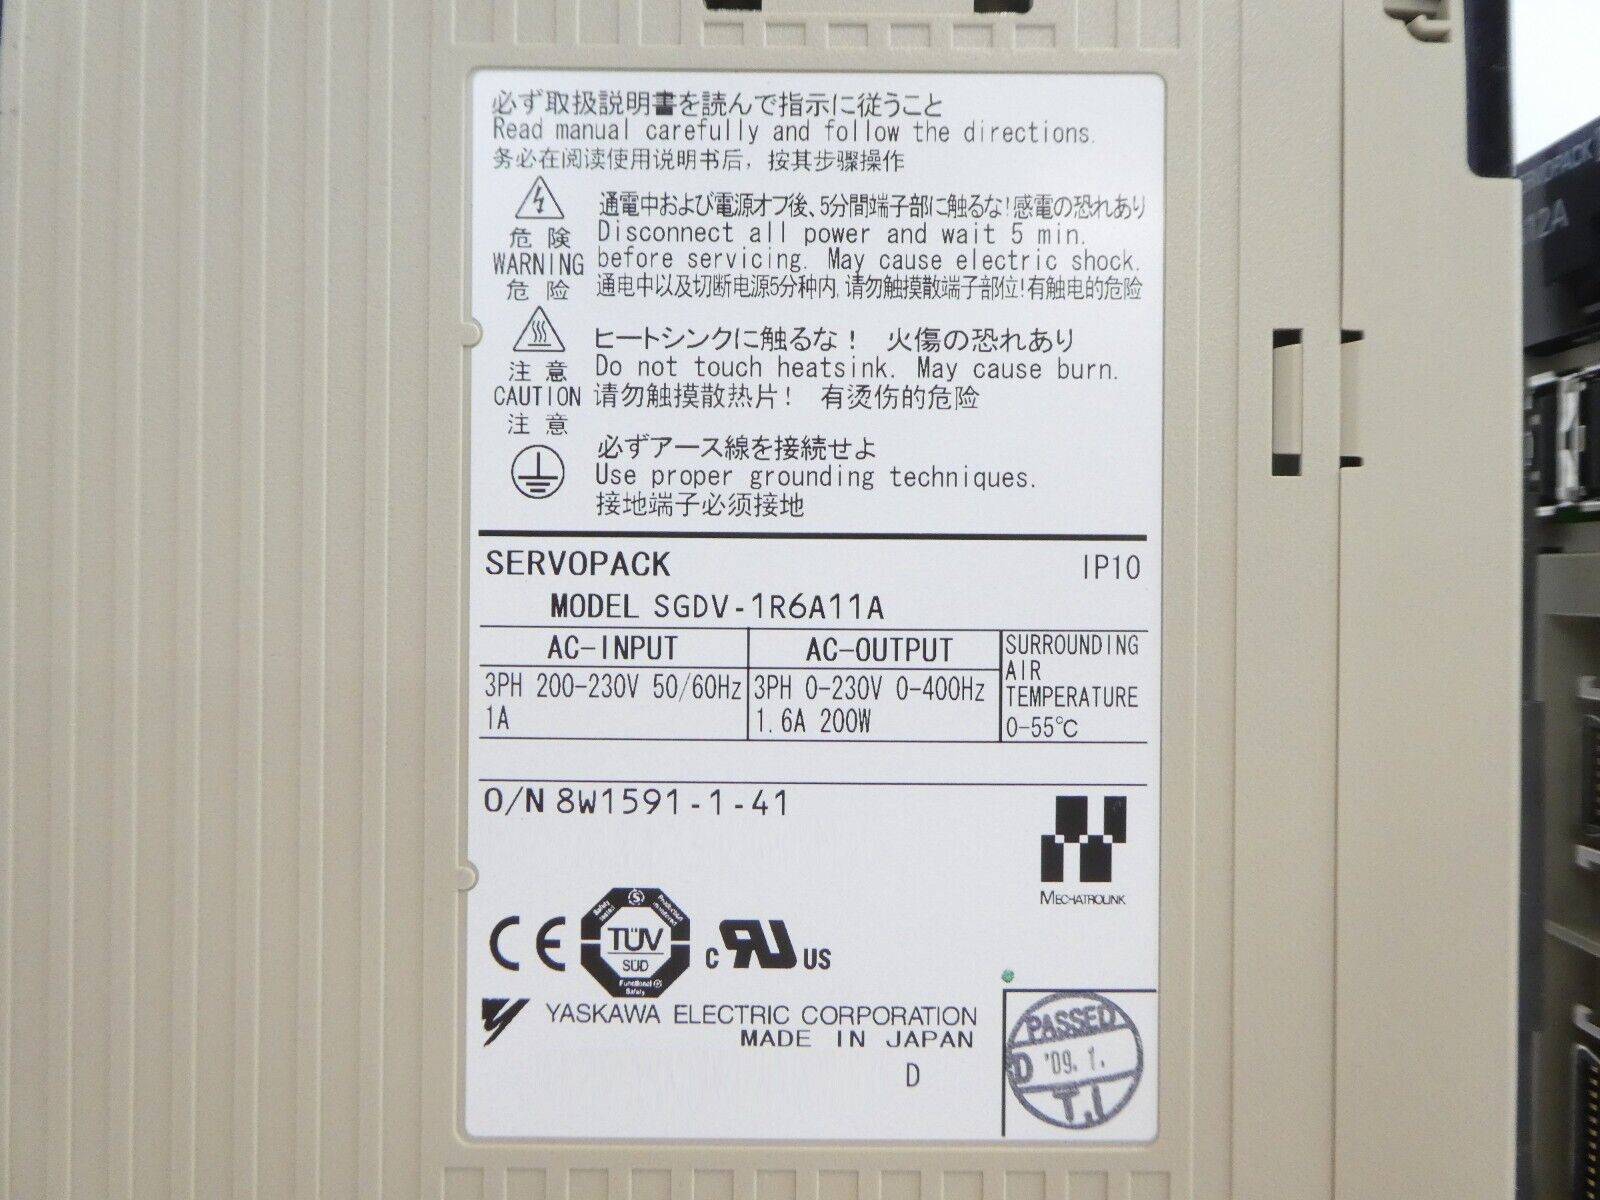 必ず取扱説明書を読んで指示に従うこと
Read manual carefully and follow the directions.
务必在阅读使用说明书后，按其步骤操作
危険
WARNING
危险
通電中および電源オフ後、5分間端子部に触るな!感電の恐れあり
Disconnect all power and wait 5 min.
before servicing. May cause electric shock.
通电中以及切断电源5分种内,请勿触摸散端子部位!有触电的危险
注意
CAUTION
注意
ヒートシンクに触るな！ 火傷の恐れあり
Do not touch heatsink. May cause burn.
请勿触摸散热片! 有烫伤的危险
必ずアース線を接続せよ
Use proper grounding techniques.
接地端子必须接地
SERVOPACK IP10
MODEL SGDV-1R6A11A
AC-INPUT
3PH 200-230V 50/60Hz
1A
AC-OUTPUT
3PH 0-230V 0-400Hz
1.6A 200W
SURROUNDING
AIR
TEMPERATURE
0-55℃
O/N 8W1591-1-41
MECHATROLINK
CE
Safety tested
Production monitored
TÜV
SÜD
Functional
Safety
C US
YASKAWA ELECTRIC CORPORATION
MADE IN JAPAN
D
PASSED
D '09.1.
T.I
SERVOPACK
12A